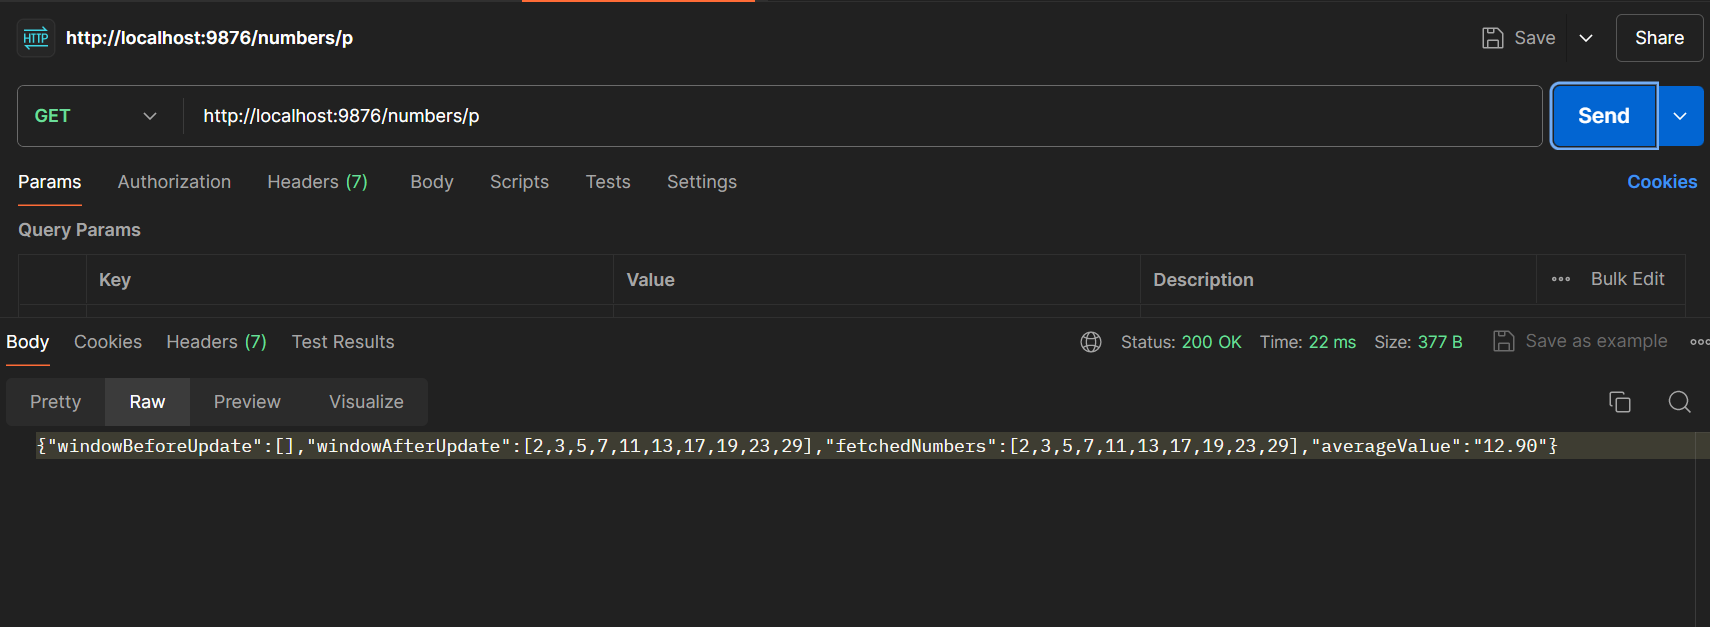 HTTP http://localhost:9876/numbers/p Save Share
GET http://localhost:9876/numbers/p Send
Params Authorization Headers (7) Body Scripts Tests Settings Cookies
Query Params
Key Value Description Bulk Edit
Body Cookies Headers (7) Test Results Status: 200 OK Time: 22 ms Size: 377 B Save as example
Pretty Raw Preview Visualize
{"windowBeforeUpdate":[],"windowAfterUpdate":[2,3,5,7,11,13,17,19,23,29],"fetchedNumbers":[2,3,5,7,11,13,17,19,23,29],"averageValue":"12.90"}